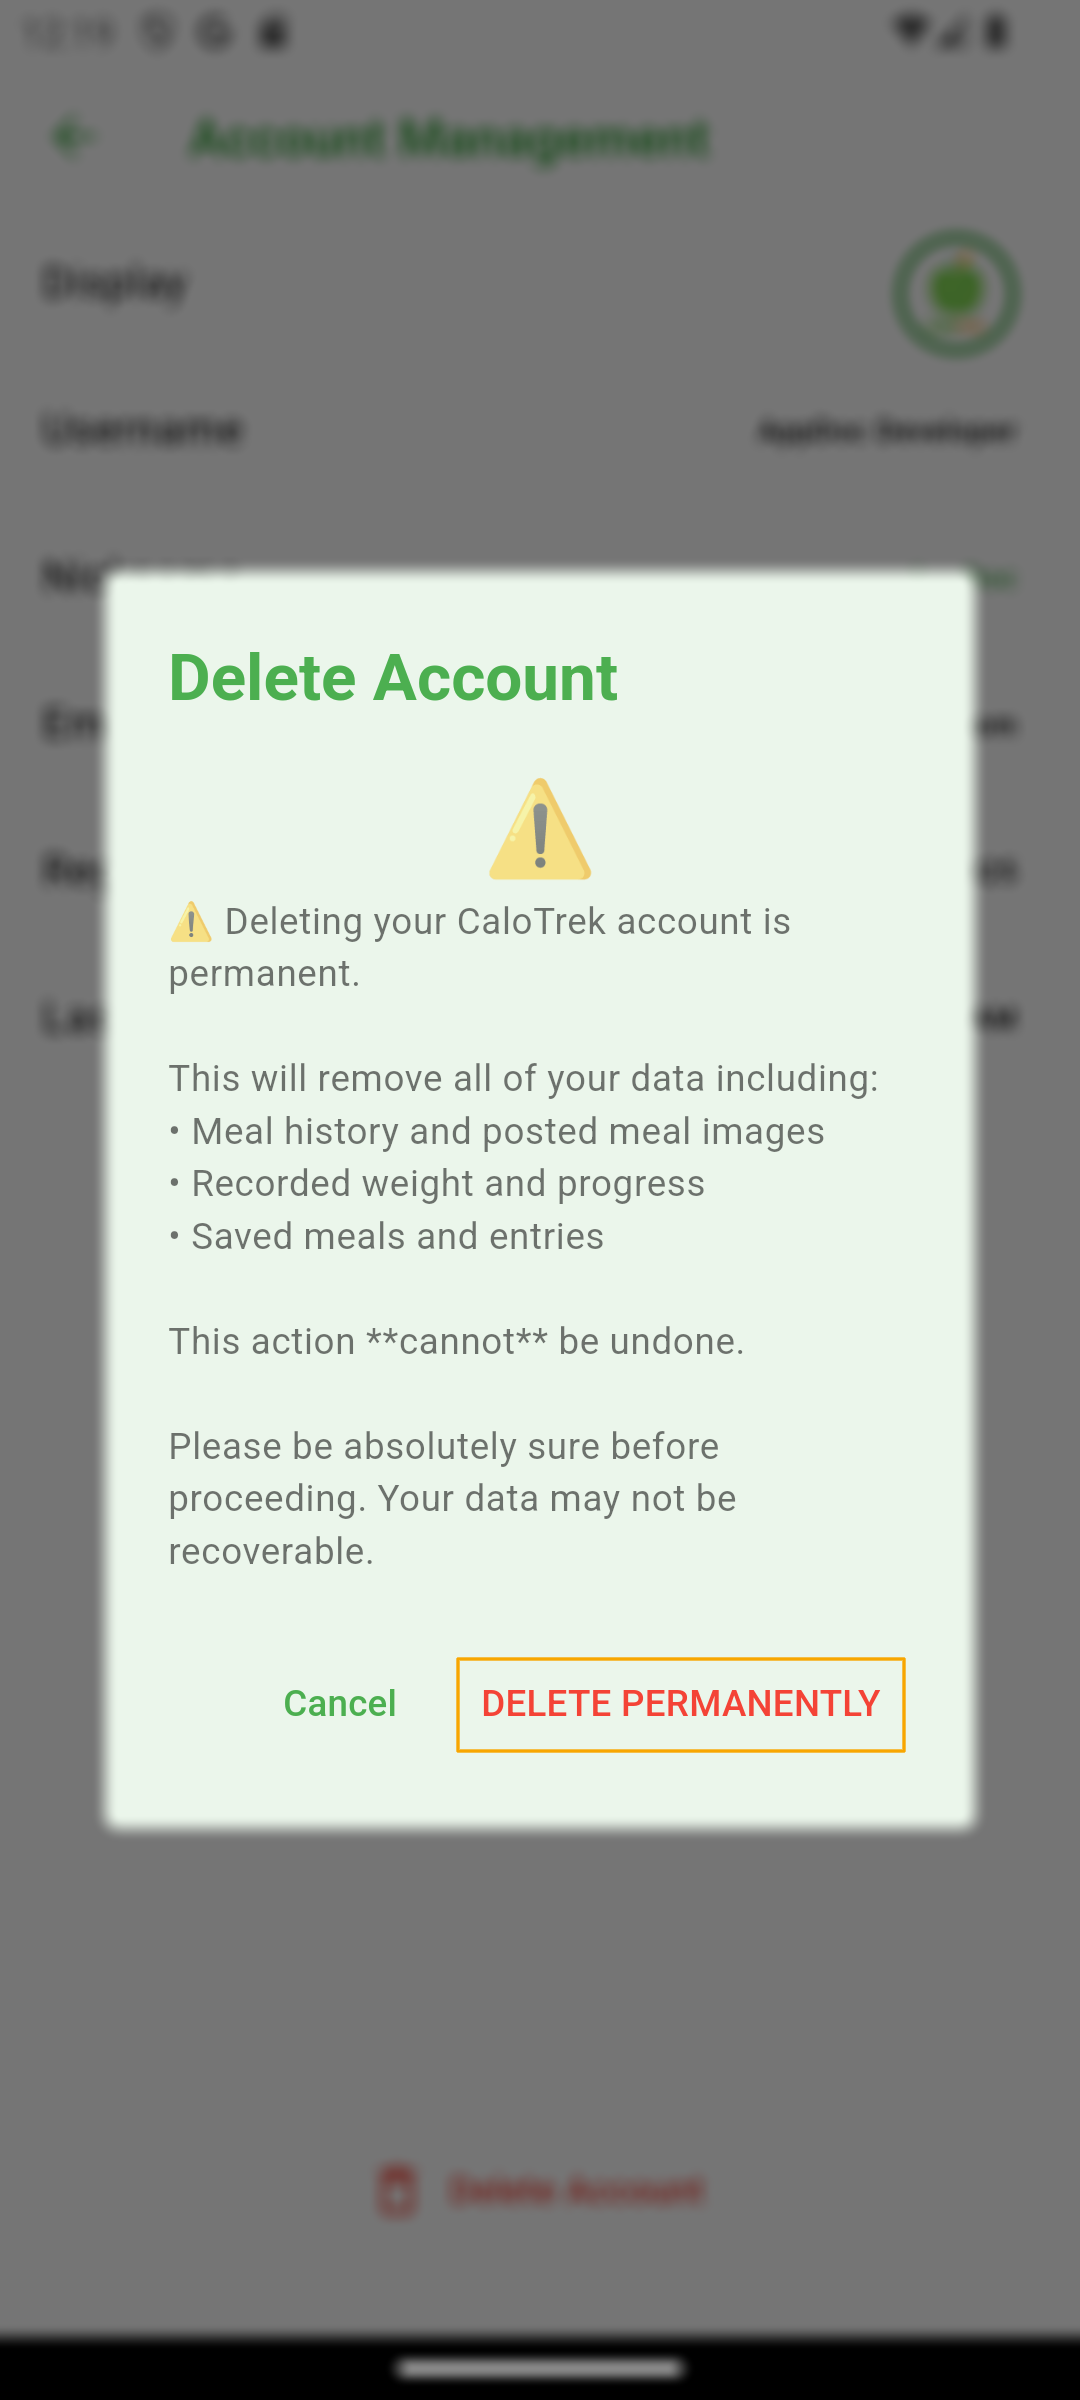 12:19
Account Management
Display
Username
Delete Account
⚠️ Deleting your CaloTrek account is
permanent.
This will remove all of your data including:
• Meal history and posted meal images
• Recorded weight and progress
• Saved meals and entries
This action **cannot** be undone.
Please be absolutely sure before
proceeding. Your data may not be
recoverable.
Cancel
DELETE PERMANENTLY
Delete Account